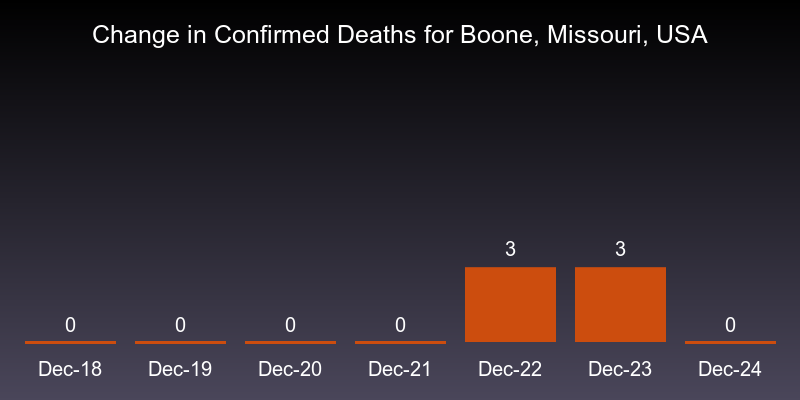 Change in Confirmed Deaths for Boone, Missouri, USA
0 0 0 0 3 3 0
Dec-18 Dec-19 Dec-20 Dec-21 Dec-22 Dec-23 Dec-24